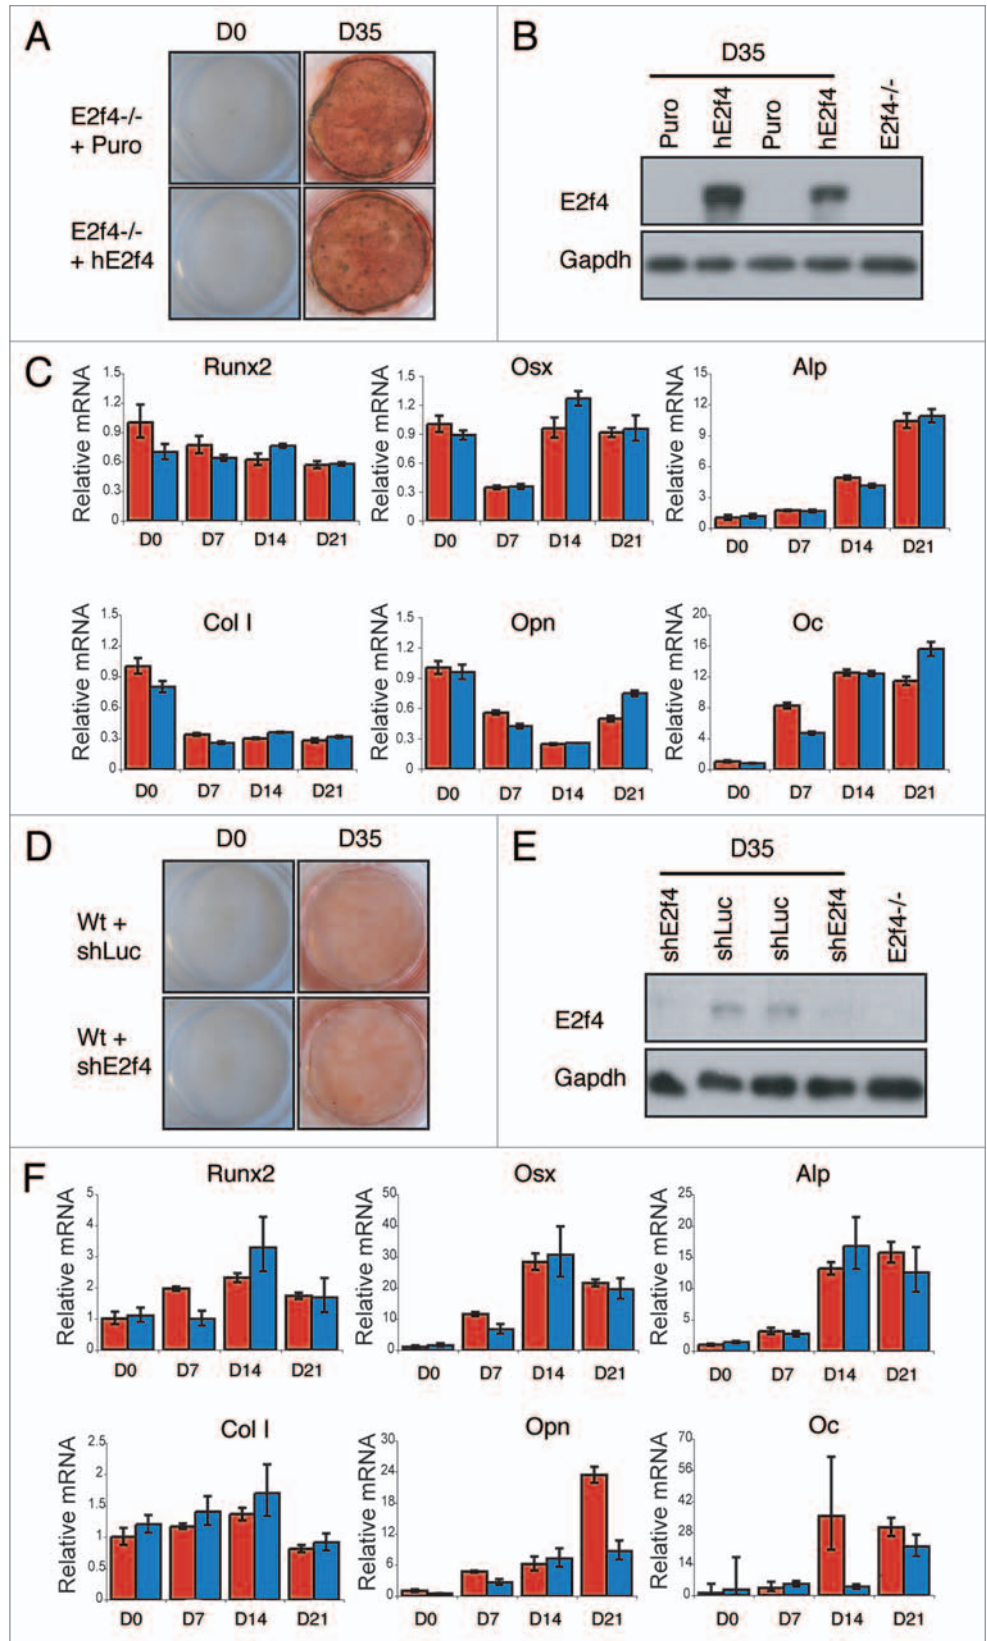 A
D0 D35
E2f4-/-
+ Puro
E2f4-/-
+ hE2f4
B
D35
Puro hE2f4 Puro hE2f4 E2f4-/-
E2f4
Gapdh
C
Runx2 Osx Alp
Relative mRNA Relative mRNA Relative mRNA
1.5 1.5 15
1.2 1.2 12
0.9 0.9 9
0.6 0.6 6
0.3 0.3 3
0 0 0
D0 D7 D14 D21 D0 D7 D14 D21 D0 D7 D14 D21
Col I Opn Oc
Relative mRNA Relative mRNA Relative mRNA
1.5 1.5 20
1.2 1.2 16
0.9 0.9 12
0.6 0.6 8
0.3 0.3 4
0 0 0
D0 D7 D14 D21 D0 D7 D14 D21 D0 D7 D14 D21
D
D0 D35
Wt +
shLuc
Wt +
shE2f4
E
D35
shE2f4 shLuc shLuc shE2f4 E2f4-/-
E2f4
Gapdh
F
Runx2 Osx Alp
Relative mRNA Relative mRNA Relative mRNA
5 50 25
4 40 20
3 30 15
2 20 10
1 10 5
0 0 0
D0 D7 D14 D21 D0 D7 D14 D21 D0 D7 D14 D21
Col I Opn Oc
Relative mRNA Relative mRNA Relative mRNA
2.5 30 70
2 24 56
1.5 18 42
1 12 28
0.5 6 14
0 0 0
D0 D7 D14 D21 D0 D7 D14 D21 D0 D7 D14 D21